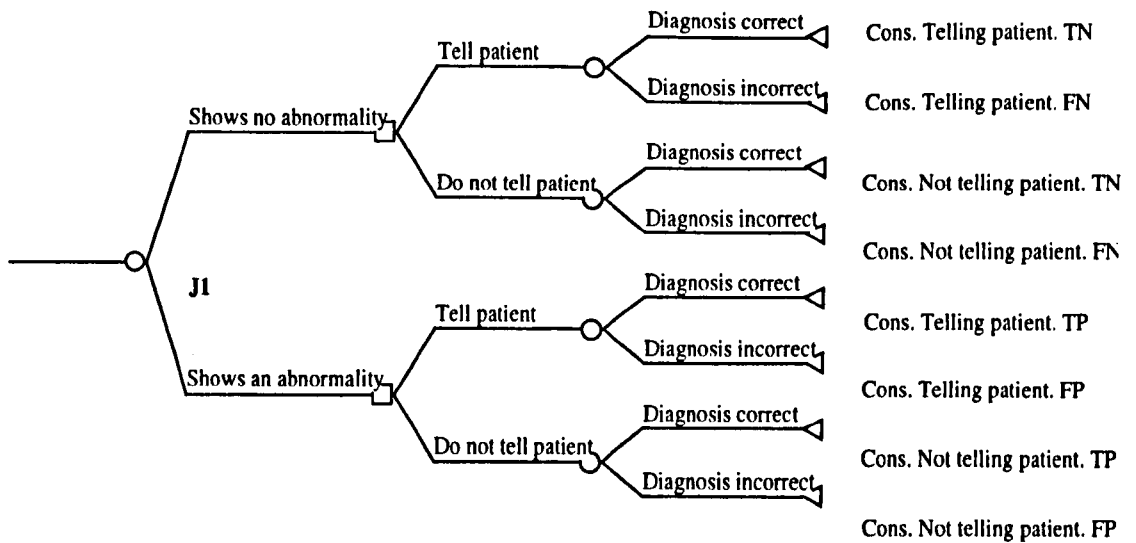 Diagnosis correct
Cons. Telling patient. TN
Tell patient
Diagnosis incorrect
Cons. Telling patient. FN
Shows no abnormality
Diagnosis correct
Do not tell patient
Cons. Not telling patient. TN
Diagnosis incorrect
Cons. Not telling patient. FN
J1
Diagnosis correct
Tell patient
Cons. Telling patient. TP
Diagnosis incorrect
Shows an abnormality
Cons. Telling patient. FP
Diagnosis correct
Do not tell patient
Cons. Not telling patient. TP
Diagnosis incorrect
Cons. Not telling patient. FP